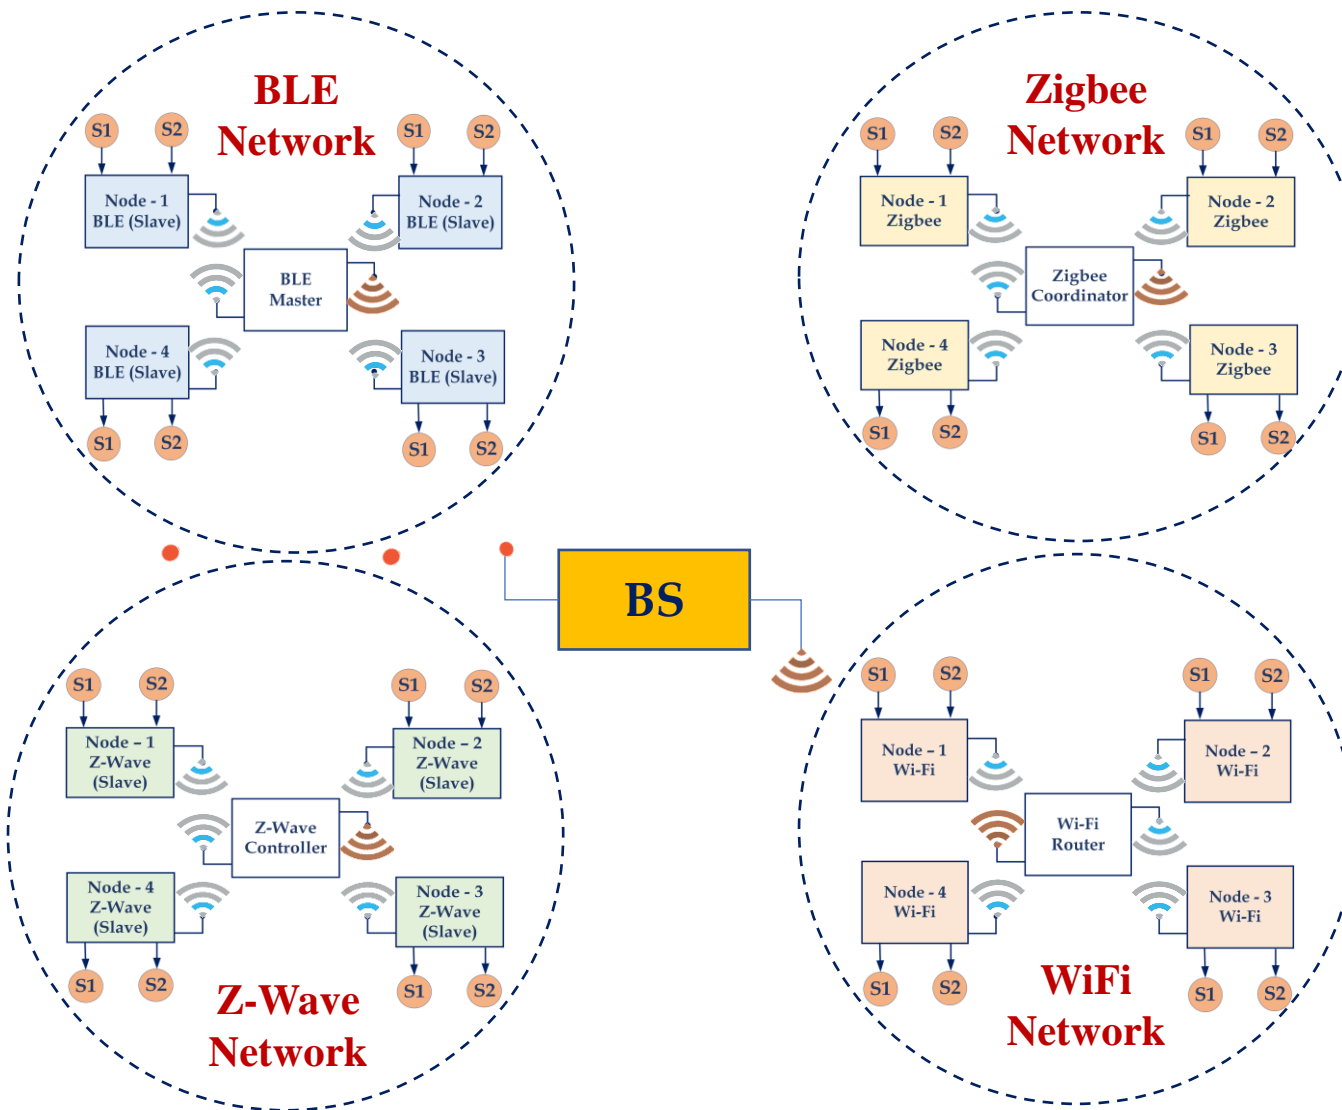 BLE
Network
S1
S2
S1
S2
Node - 1
BLE (Slave)
Node - 2
BLE (Slave)
BLE
Master
Node - 4
BLE (Slave)
Node - 3
BLE (Slave)
S1
S2
S1
S2
Zigbee
Network
S1
S2
S1
S2
Node - 1
Zigbee
Node - 2
Zigbee
Zigbee
Coordinator
Node - 4
Zigbee
Node - 3
Zigbee
S1
S2
S1
S2
BS
S1
S2
S1
S2
Node – 1
Z-Wave
(Slave)
Node – 2
Z-Wave
(Slave)
Z-Wave
Controller
Node - 4
Z-Wave
(Slave)
Node - 3
Z-Wave
(Slave)
S1
S2
S1
S2
Z-Wave
Network
S1
S2
S1
S2
Node – 1
Wi-Fi
Node – 2
Wi-Fi
Wi-Fi
Router
Node - 4
Wi-Fi
Node - 3
Wi-Fi
S1
S2
S1
S2
WiFi
Network